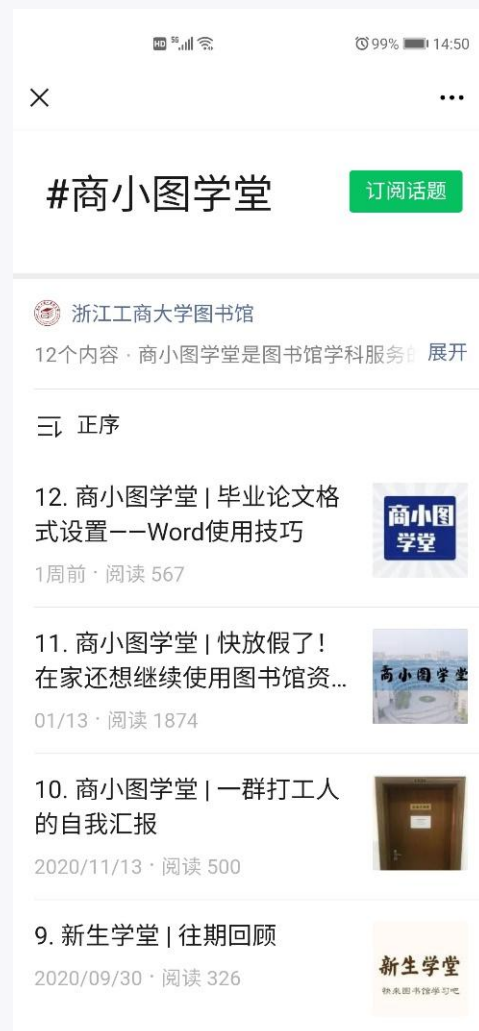 HD 5G 99% 14:50
#商小图学堂 订阅话题
浙江工商大学图书馆
12个内容 · 商小图学堂是图书馆学科服务 展开
正序
12. 商小图学堂 | 毕业论文格
式设置——Word使用技巧
1周前 · 阅读 567
商小图
学堂
11. 商小图学堂 | 快放假了!
在家还想继续使用图书馆资...
01/13 · 阅读 1874
商小图学堂
10. 商小图学堂 | 一群打工人
的自我汇报
2020/11/13 · 阅读 500
9. 新生学堂 | 往期回顾
2020/09/30 · 阅读 326
新生学堂
快来图书馆学习吧